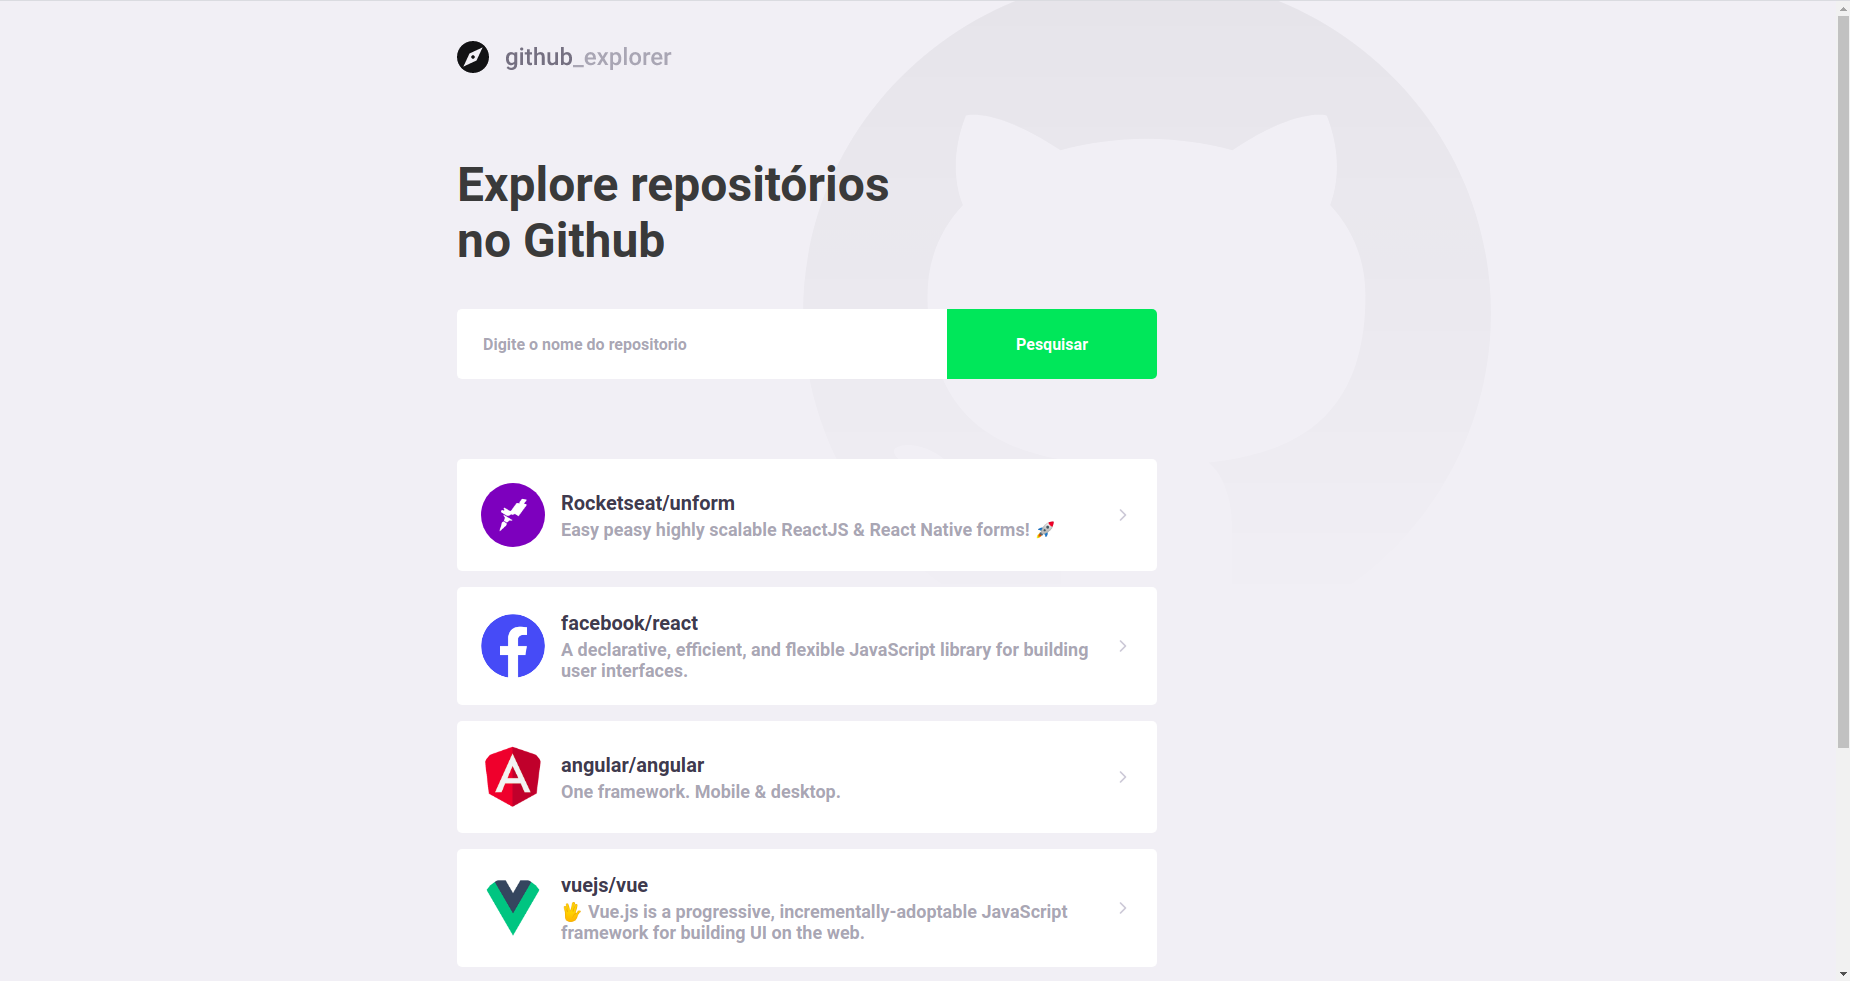 github_explorer
Explore repositórios
no Github
Digite o nome do repositorio
Pesquisar
Rocketseat/unform
Easy peasy highly scalable ReactJS & React Native forms! 🚀
facebook/react
A declarative, efficient, and flexible JavaScript library for building
user interfaces.
angular/angular
One framework. Mobile & desktop.
vuejs/vue
🖖 Vue.js is a progressive, incrementally-adoptable JavaScript
framework for building UI on the web.